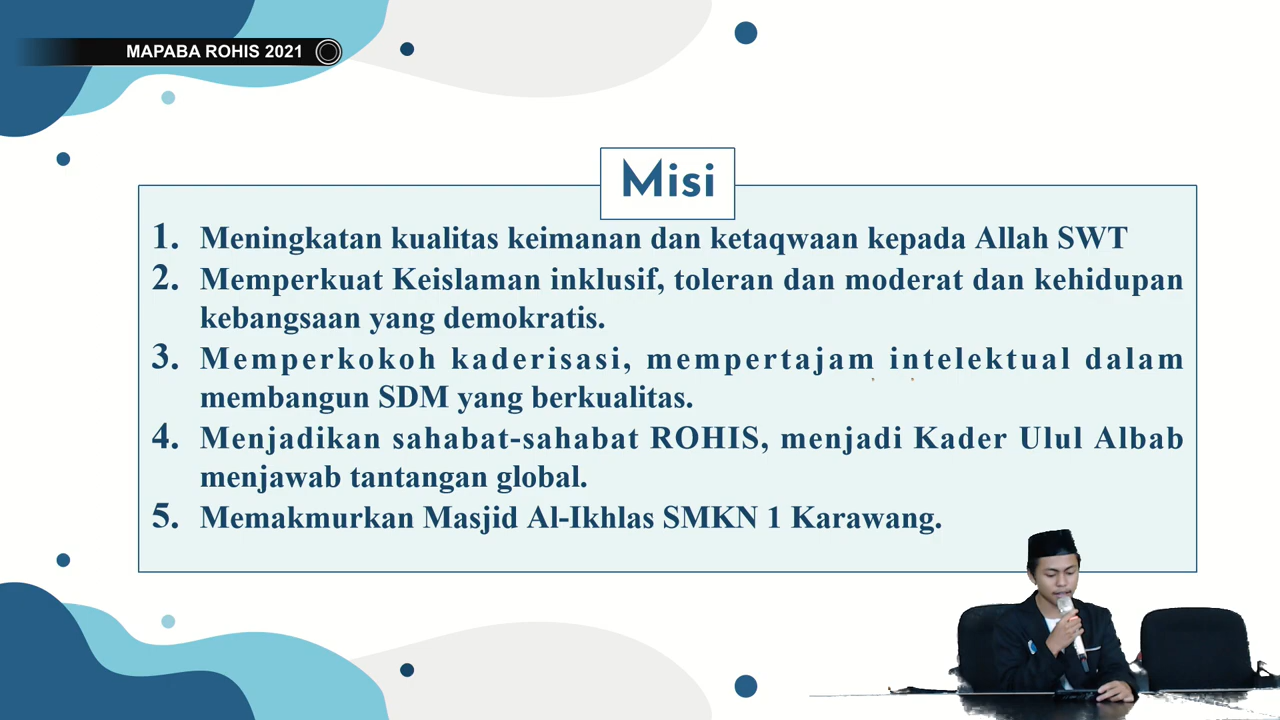 MAPABA ROHIS 2021
Misi
1. Meningkatan kualitas keimanan dan ketaqwaan kepada Allah SWT
2. Memperkuat Keislaman inklusif, toleran dan moderat dan kehidupan
kebangsaan yang demokratis.
3. Memperkokoh kaderisasi, mempertajam intelektual dalam
membangun SDM yang berkualitas.
4. Menjadikan sahabat-sahabat ROHIS, menjadi Kader Ulul Albab
menjawab tantangan global.
5. Memakmurkan Masjid Al-Ikhlas SMKN 1 Karawang.